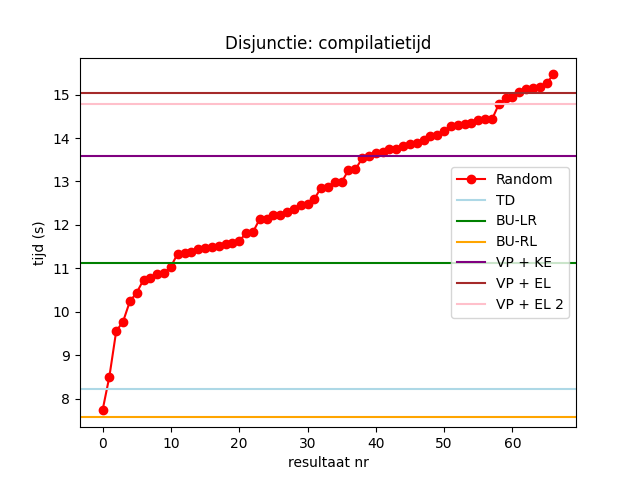 Disjunctie: compilatietijd
tijd (s)
15
14
13
12
11
10
9
8
0
10
20
30
40
50
60
resultaat nr
Random
TD
BU-LR
BU-RL
VP + KE
VP + EL
VP + EL 2